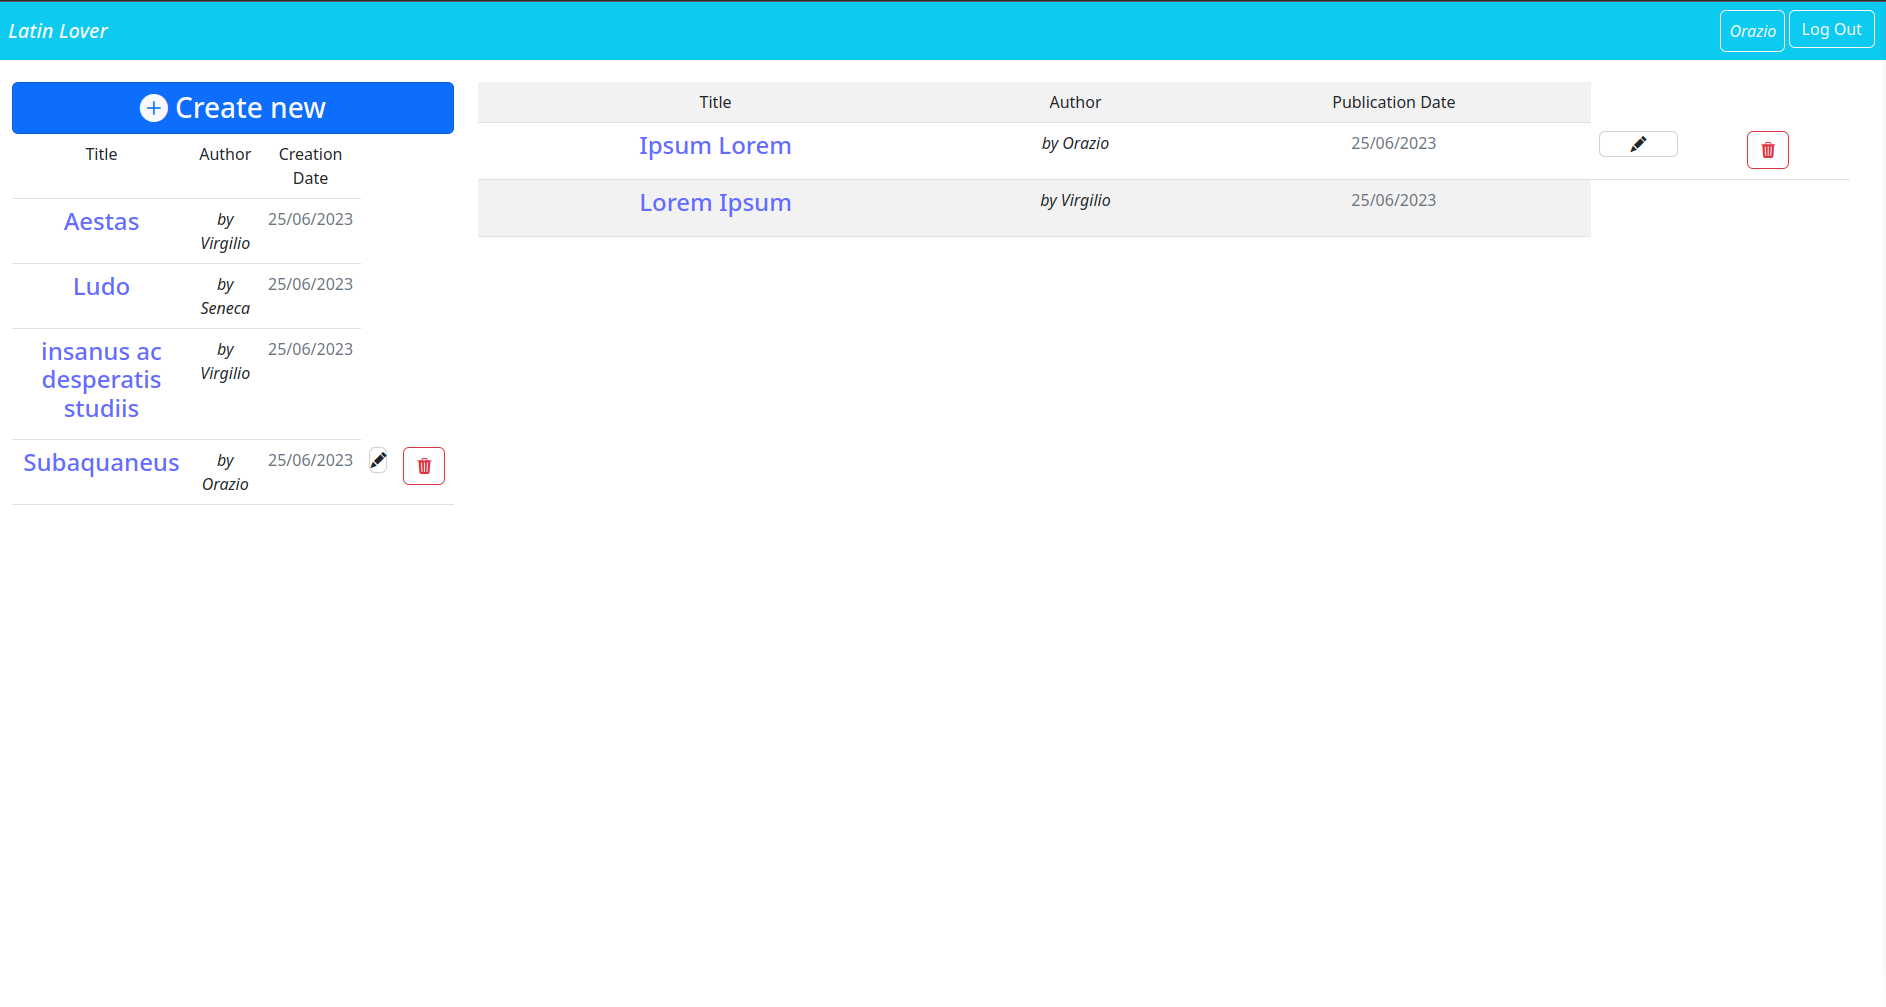 Latin Lover
Orazio
Log Out
Create new
Title Author Creation Date
Aestas by Virgilio 25/06/2023
Ludo by Seneca 25/06/2023
insanus ac desperatis studiis by Virgilio 25/06/2023
Subaquaneus by Orazio 25/06/2023
Title Author Publication Date
Ipsum Lorem by Orazio 25/06/2023
Lorem Ipsum by Virgilio 25/06/2023